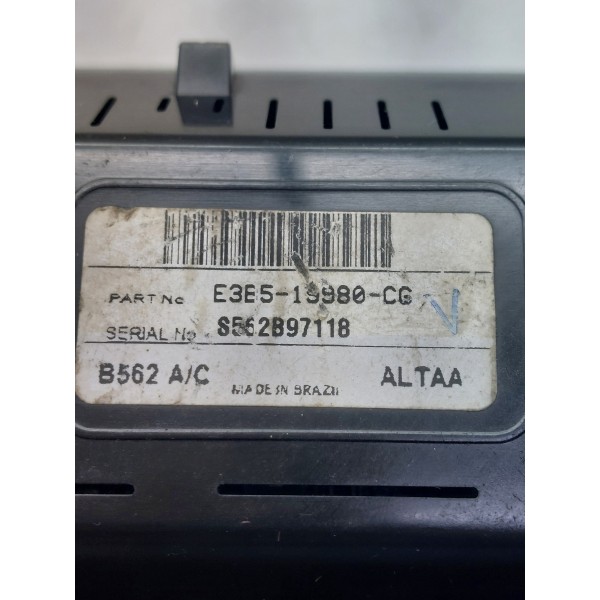 PART No E3B5-19980-CG
SERIAL No S562B97118
B562 A/C MADE IN BRAZIL ALTAA